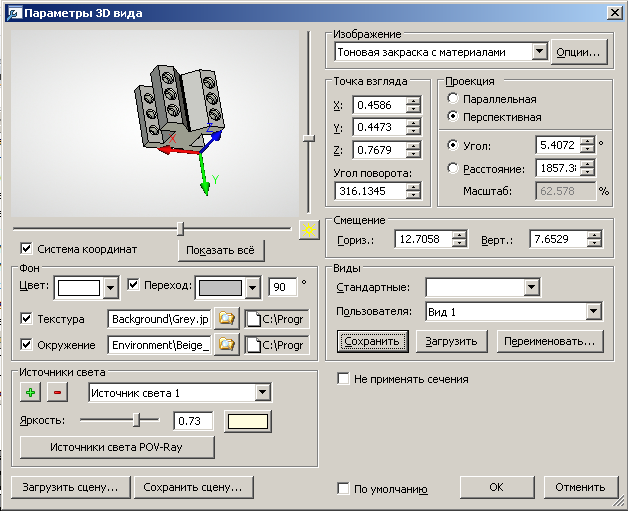 Параметры 3D вида
X
Y
Система координат
Показать всё
Фон
Цвет:
Переход:
90 °
Текстура
Background\Grey.jp
C:\Progr
Окружение
Environment\Beige_
C:\Progr
Источники света
Источник света 1
Яркость:
0.73
Источники света POV-Ray
Загрузить сцену...
Сохранить сцену...
Изображение
Тоновая закраска с материалами
Опции...
Точка взгляда
X: 0.4586
Y: 0.4473
Z: 0.7679
Угол поворота:
316.1345
Проекция
Параллельная
Перспективная
Угол: 5.4072 °
Расстояние: 1857.38
Масштаб: 62.578 %
Смещение
Гориз.: 12.7058
Верт.: 7.6529
Виды
Стандартные:
Пользователя: Вид 1
Сохранить
Загрузить
Переименовать...
Не применять сечения
По умолчанию
OK
Отменить